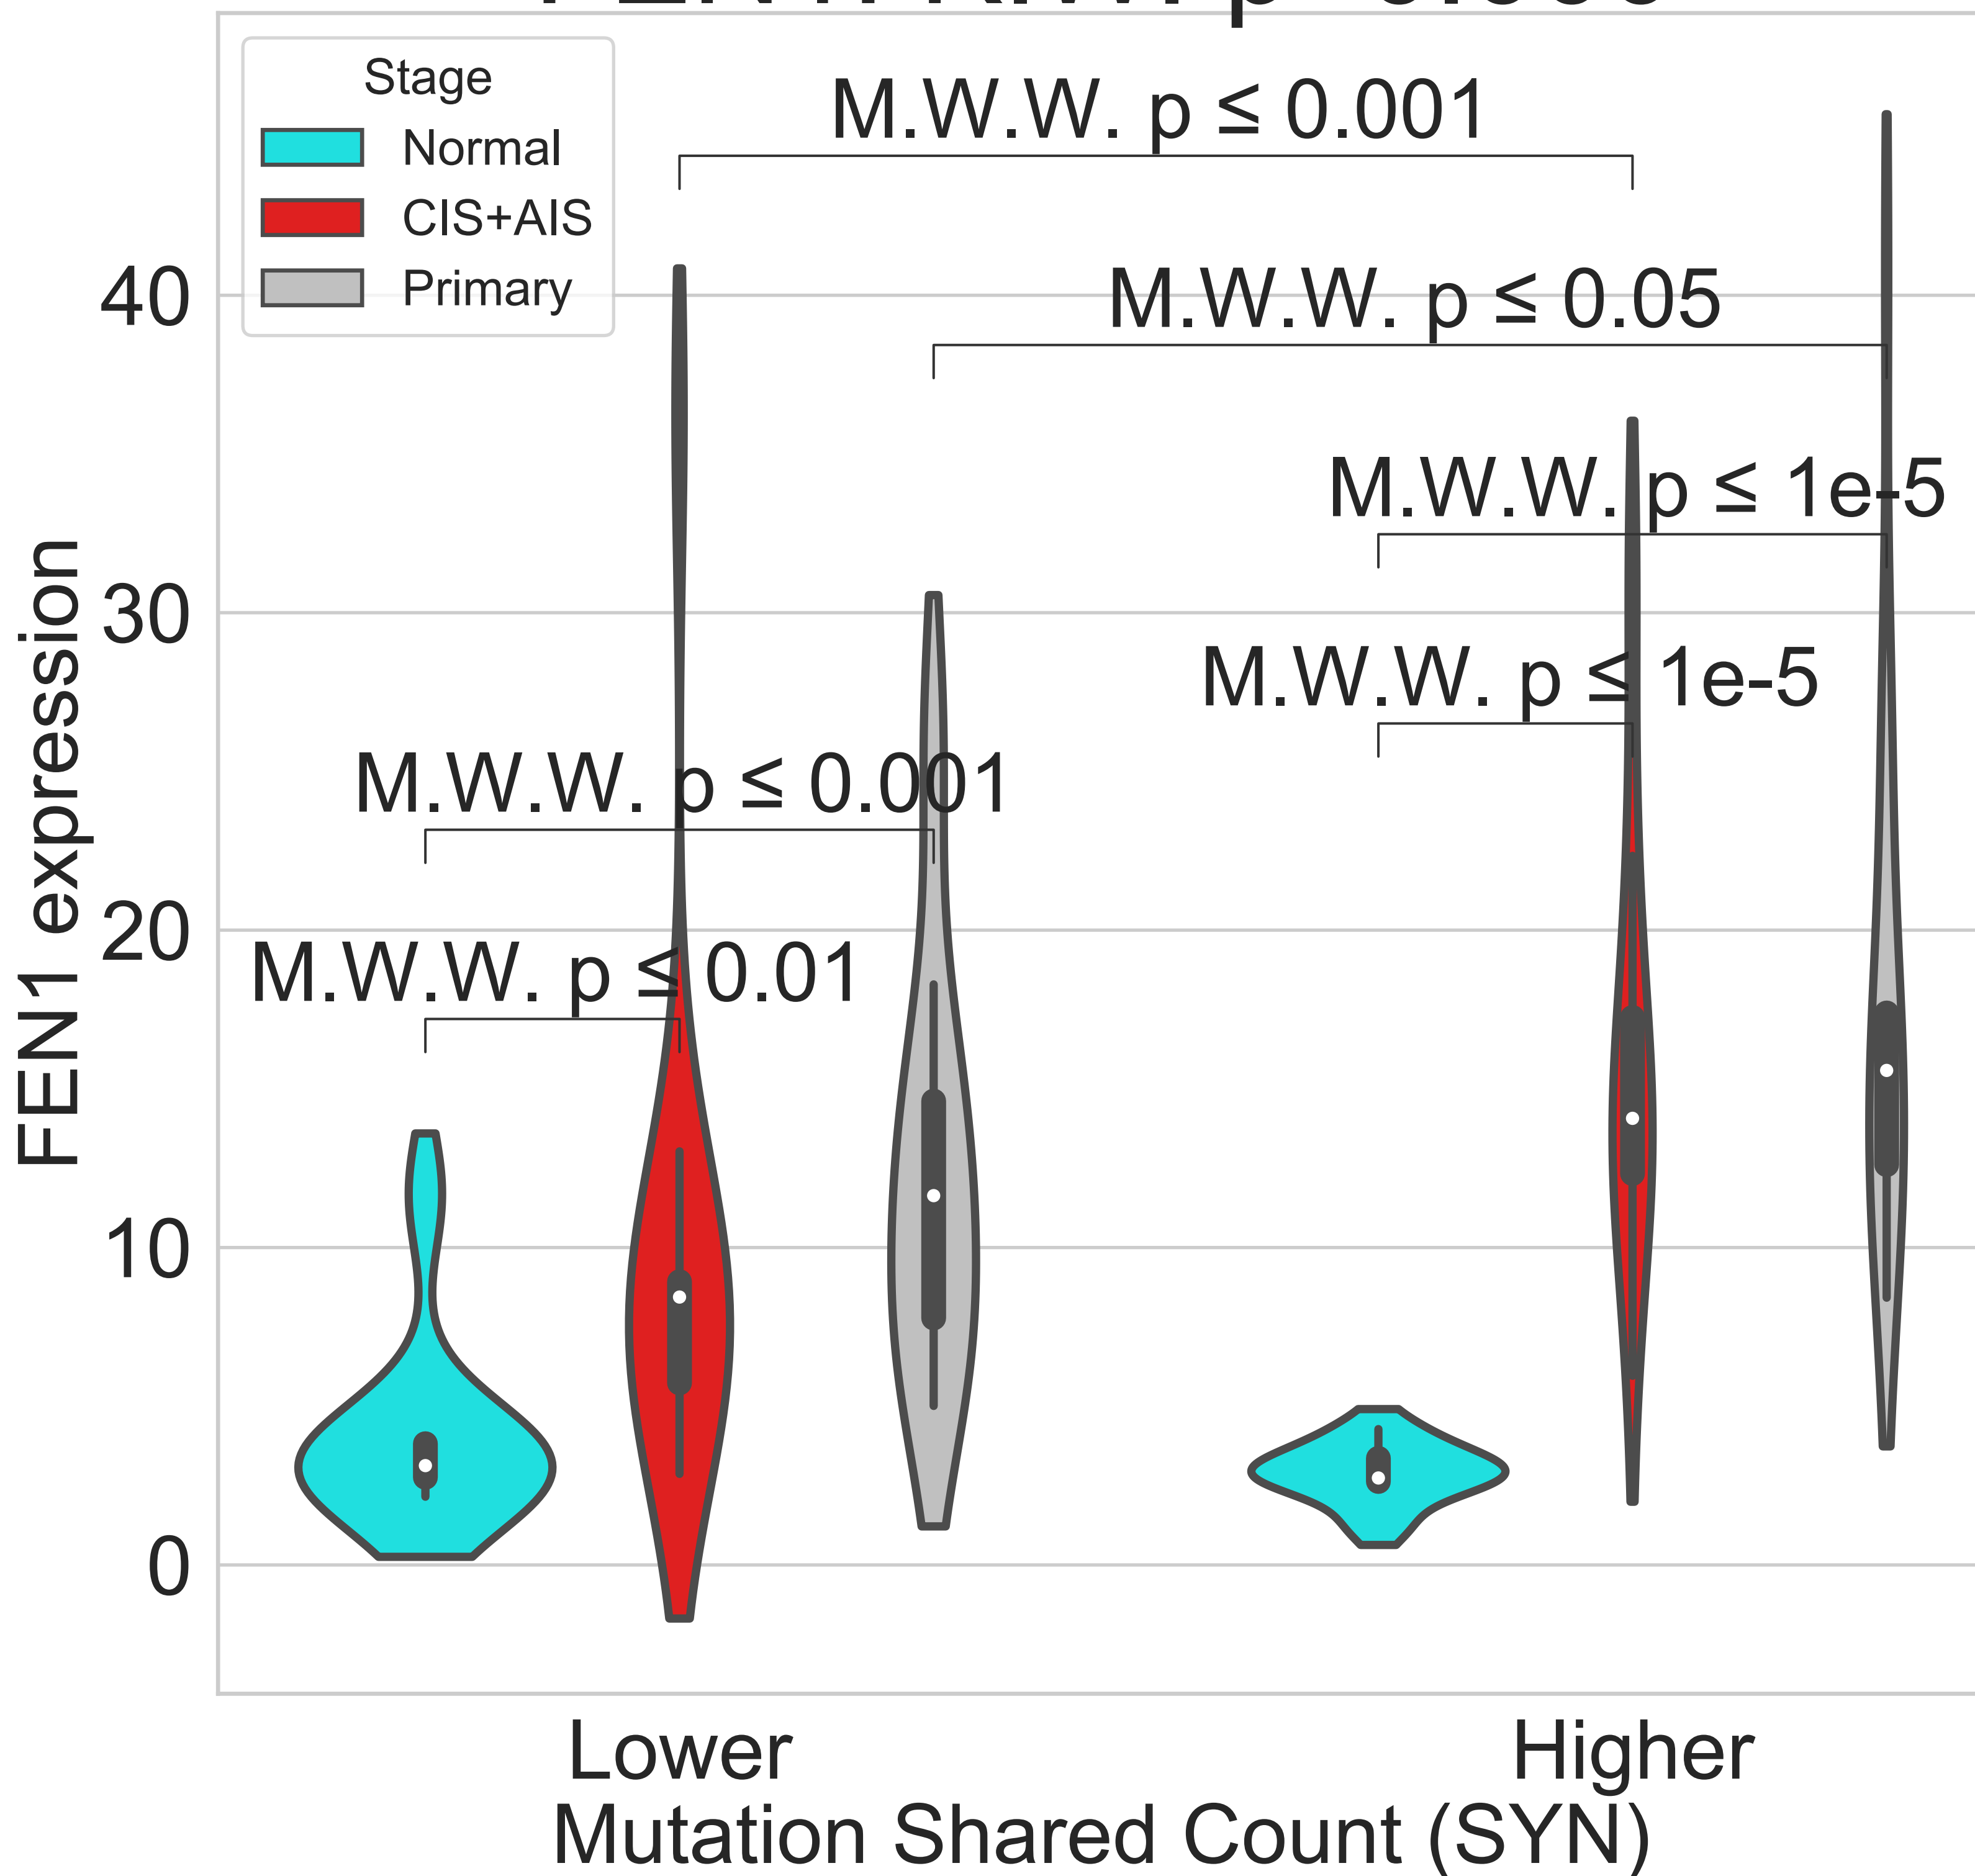 Stage
Normal
CIS+AIS
Primary
M.W.W. p ≤ 0.001
M.W.W. p ≤ 0.05
M.W.W. p ≤ 1e-5
M.W.W. p ≤ 1e-5
M.W.W. p ≤ 0.001
M.W.W. p ≤ 0.01
40
30
20
10
0
FEN1 expression
Lower
Higher
Mutation Shared Count (SYN)